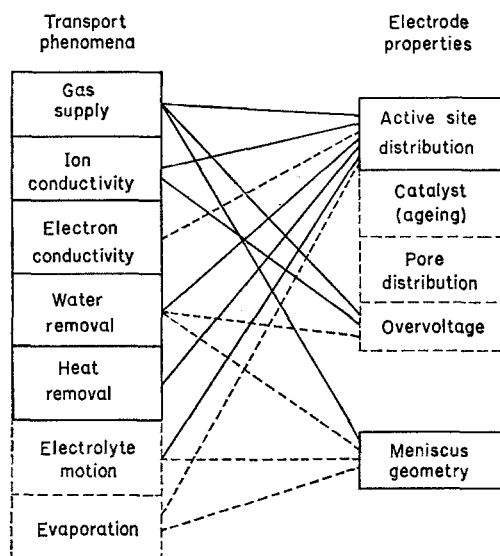 Transport
phenomena
Gas
supply
Ion
conductivity
Electron
conductivity
Water
removal
Heat
removal
Electrolyte
motion
Evaporation
Electrode
properties
Active site
distribution
Catalyst
(ageing)
Pore
distribution
Overvoltage
Meniscus
geometry